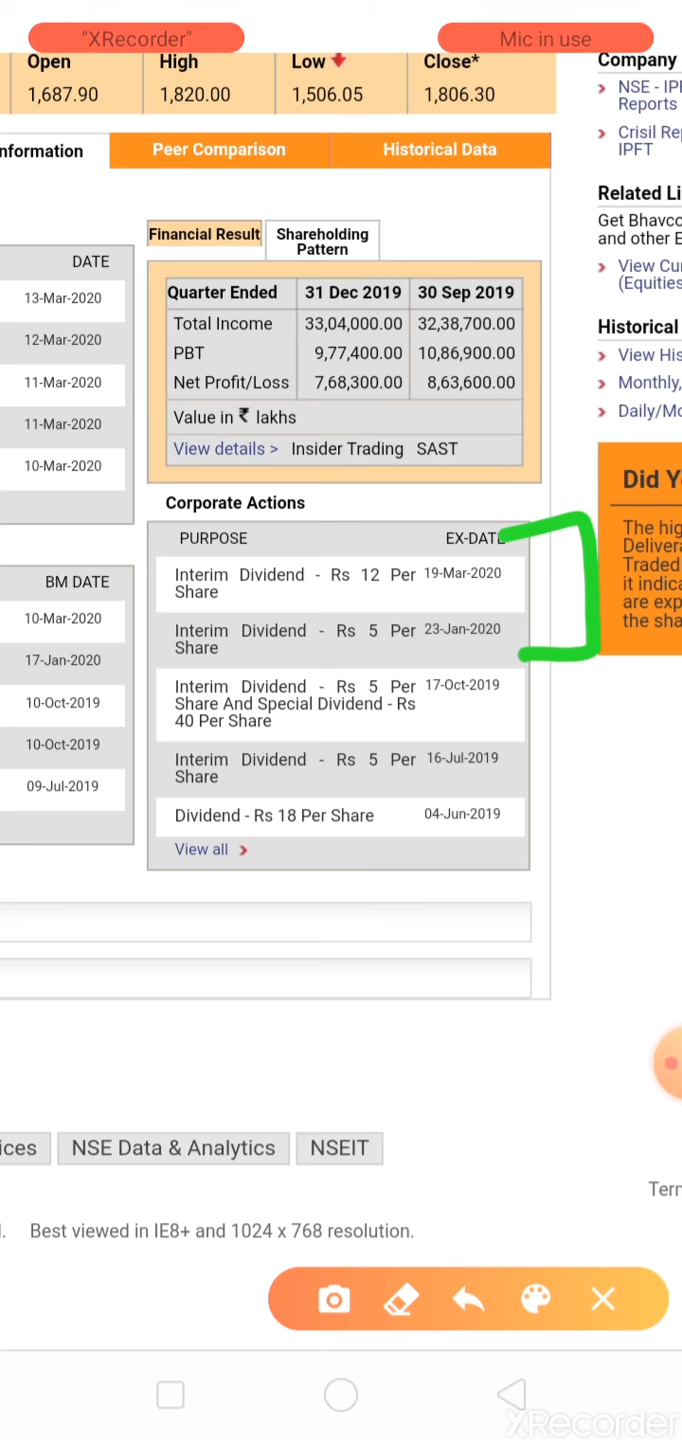 "XRecorder"
Mic in use
Open High Low Close*
1,687.90 1,820.00 1,506.05 1,806.30
nformation Peer Comparison Historical Data
DATE
13-Mar-2020
12-Mar-2020
11-Mar-2020
11-Mar-2020
10-Mar-2020
BM DATE
10-Mar-2020
17-Jan-2020
10-Oct-2019
10-Oct-2019
09-Jul-2019
Financial Result
Shareholding
Pattern
Quarter Ended 31 Dec 2019 30 Sep 2019
Total Income 33,04,000.00 32,38,700.00
PBT 9,77,400.00 10,86,900.00
Net Profit/Loss 7,68,300.00 8,63,600.00
Value in ₹ lakhs
View details > Insider Trading SAST
Corporate Actions
PURPOSE EX-DATE
Interim Dividend - Rs 12 Per 19-Mar-2020
Share
Interim Dividend - Rs 5 Per 23-Jan-2020
Share
Interim Dividend - Rs 5 Per 17-Oct-2019
Share And Special Dividend - Rs
40 Per Share
Interim Dividend - Rs 5 Per 16-Jul-2019
Share
Dividend - Rs 18 Per Share 04-Jun-2019
View all
Company
NSE - IPF
Reports
Crisil Rep
IPFT
Related Li
Get Bhavco
and other E
View Cur
(Equities
Historical
View His
Monthly,
Daily/Mo
Did Y
The hig
Delivera
Traded
it indica
are exp
the sha
ices NSE Data & Analytics NSEIT
Term
l. Best viewed in IE8+ and 1024 x 768 resolution.
XRecorder